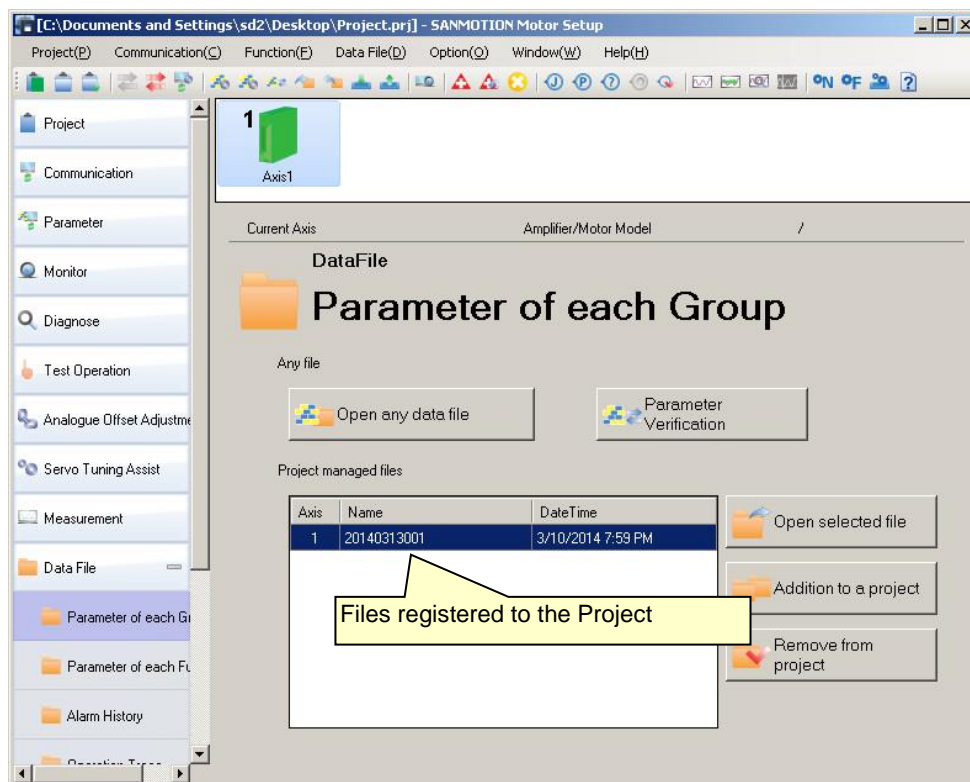 [C:\Documents and Settings\sd2\Desktop\Project.prj] - SANMOTION Motor Setup
Project(P) Communication(C) Function(F) Data File(D) Option(O) Window(W) Help(H)
ON OF
Project
Communication
Parameter
Monitor
Diagnose
Test Operation
Analogue Offset Adjustme
Servo Tuning Assist
Measurement
Data File
Parameter of each Gr
Parameter of each Fu
Alarm History
1
Axis1
Current Axis Amplifier/Motor Model /
DataFile
Parameter of each Group
Any file
Open any data file
Parameter
Verification
Project managed files
Axis Name DateTime
1 20140313001 3/10/2014 7:59 PM
Files registered to the Project
Open selected file
Addition to a project
Remove from
project